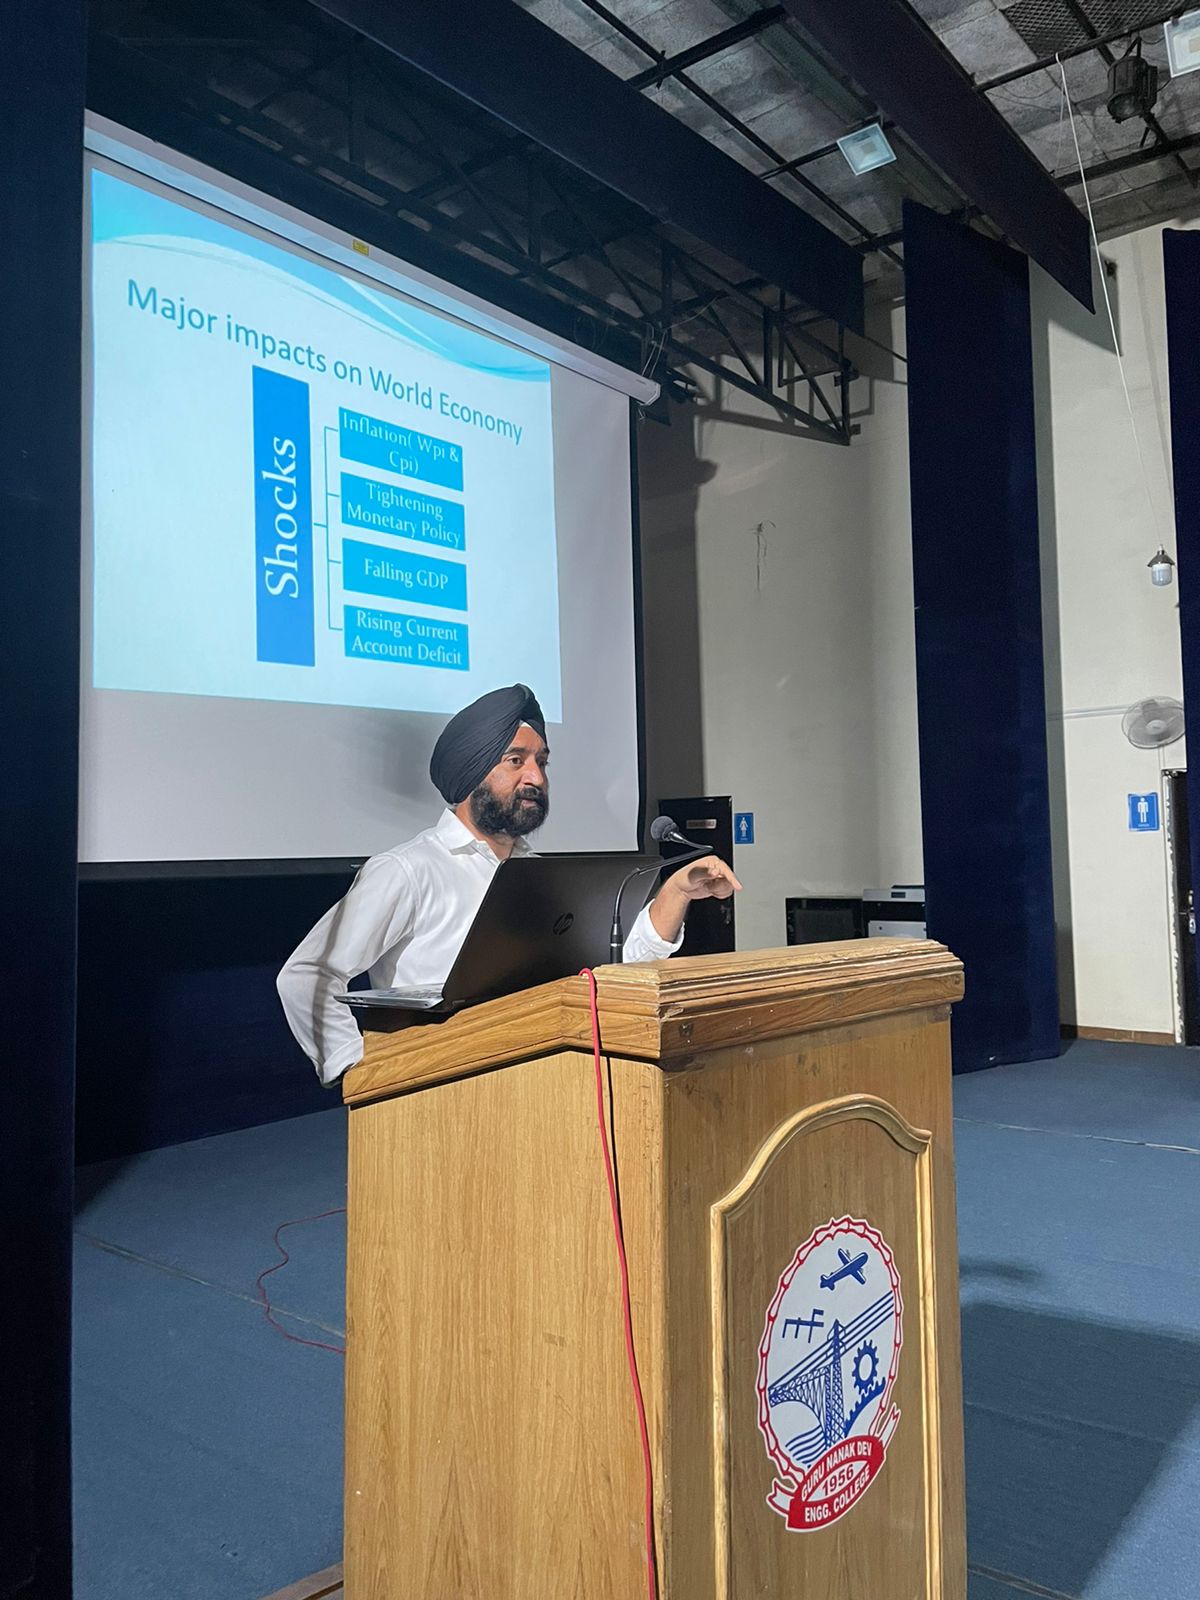 Major impacts on World Economy
Shocks
Inflation( Wpi &
Cpi)
Tightening
Monetary Policy
Falling GDP
Rising Current
Account Deficit
hp
GURU NANAK DEV
1956
ENGG. COLLEGE